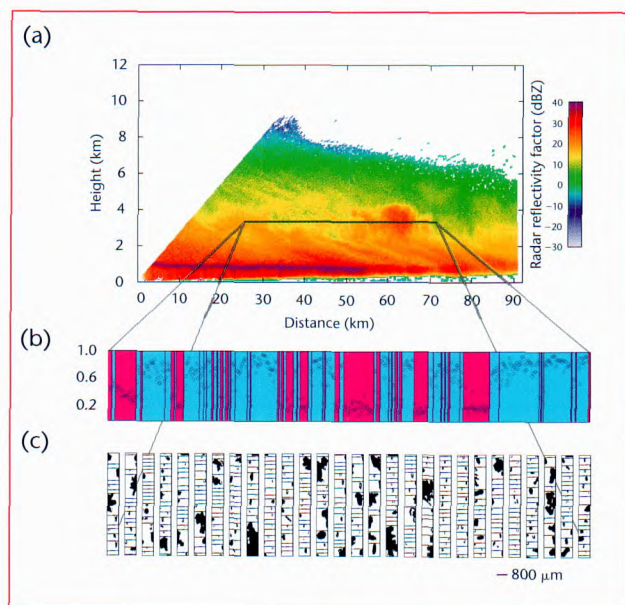 (a)
12
10
8
6
4
2
0
Height (km)
0 10 20 30 40 50 60 70 80 90
Distance (km)
Radar reflectivity factor (dBZ)
40
30
20
10
0
−10
−20
−30
(b)
1.0
0.6
0.2
(c)
800 µm